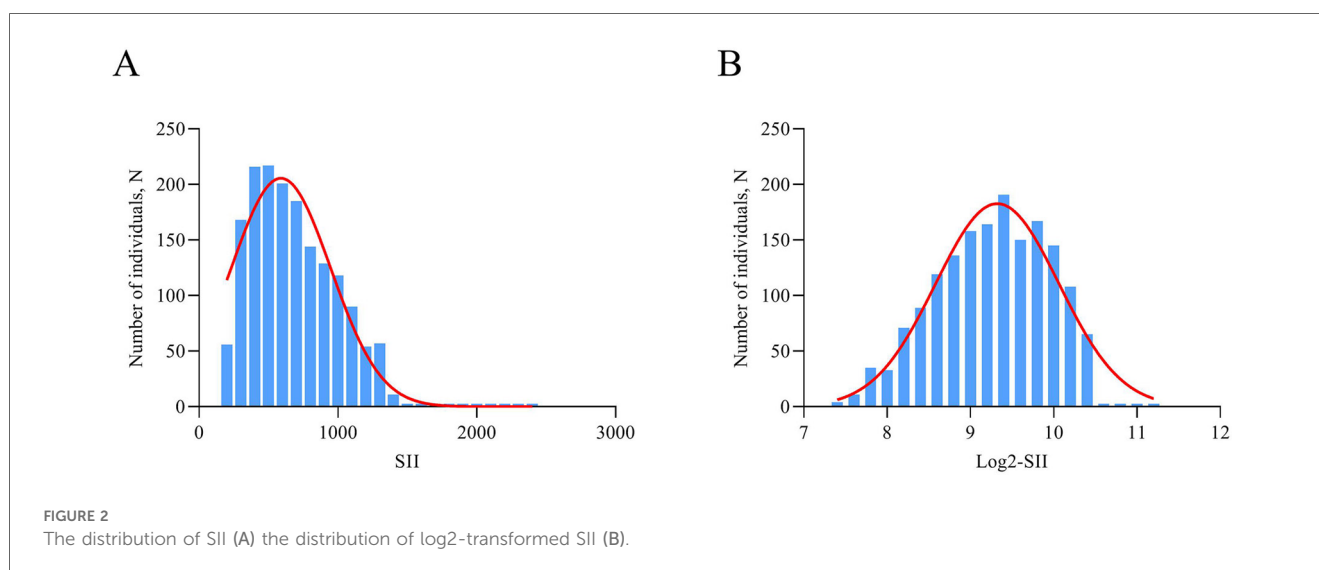 A
B
Number of individuals, N
250
200
150
100
50
0
0
1000
2000
3000
SII
Number of individuals, N
250
200
150
100
50
0
7
8
9
10
11
12
Log2-SII
FIGURE 2
The distribution of SII (A) the distribution of log2-transformed SII (B).